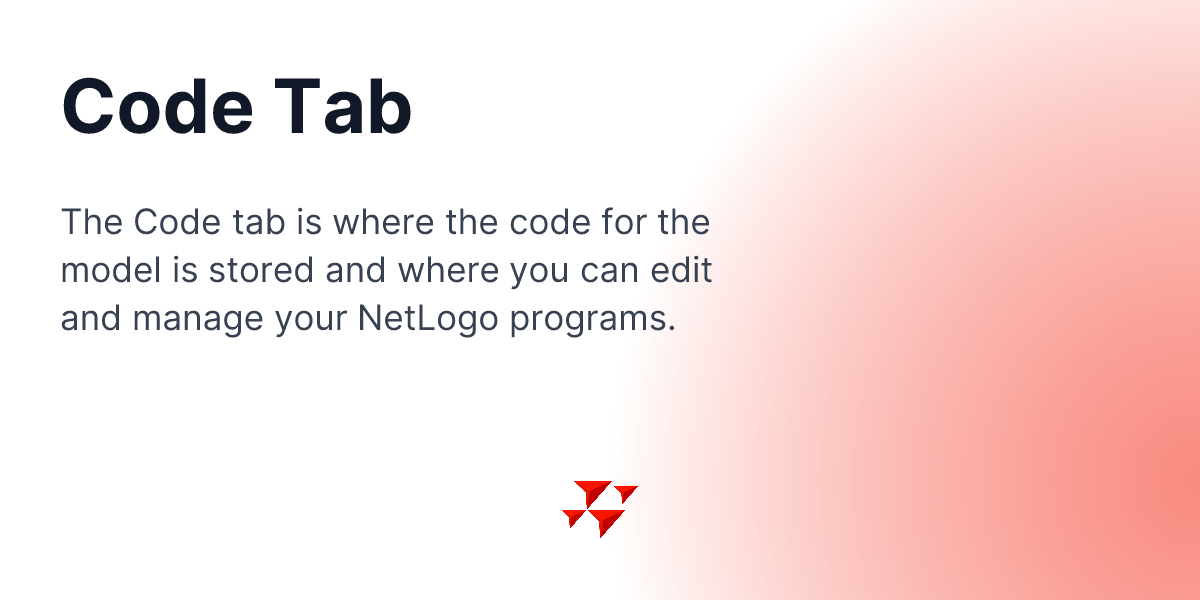 Code Tab
The Code tab is where the code for the
model is stored and where you can edit
and manage your NetLogo programs.